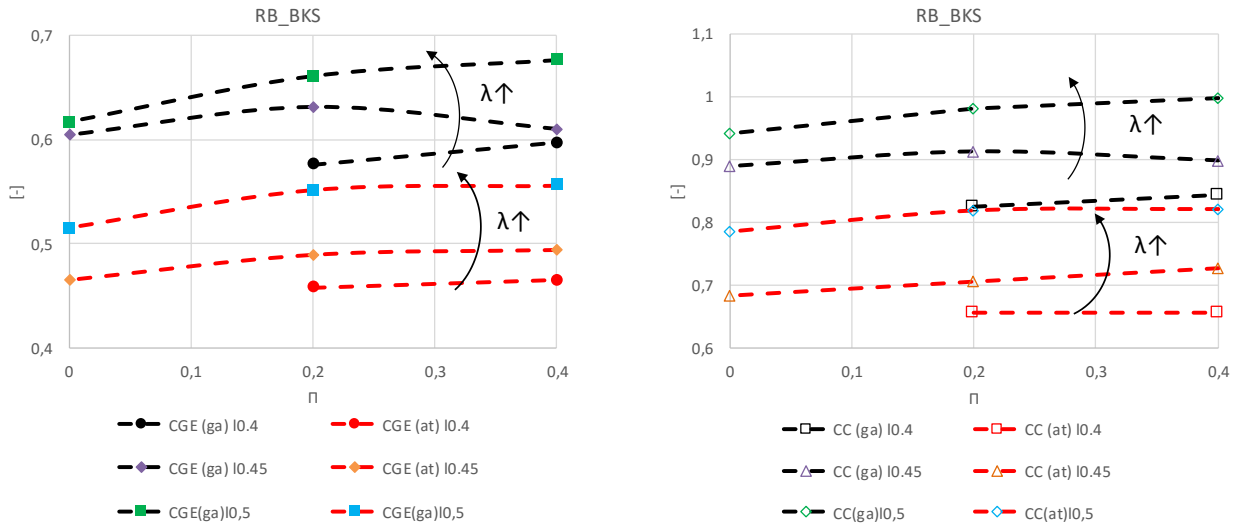 RB_BKS
0,7
0,6
0,5
0,4
[-]
λ↑
λ↑
0 0,1 0,2 0,3 0,4
Π
CGE (ga) l0.4 CGE (at) l0.4
CGE (ga) l0.45 CGE (at) l0.45
CGE(ga)l0,5 CGE(at)l0,5
RB_BKS
1,1
1
0,9
0,8
0,7
0,6
[-]
λ↑
λ↑
0 0,1 0,2 0,3 0,4
Π
CC (ga) l0.4 CC (at) l0.4
CC (ga) l0.45 CC (at) l0.45
CC(ga)l0,5 CC(at)l0,5